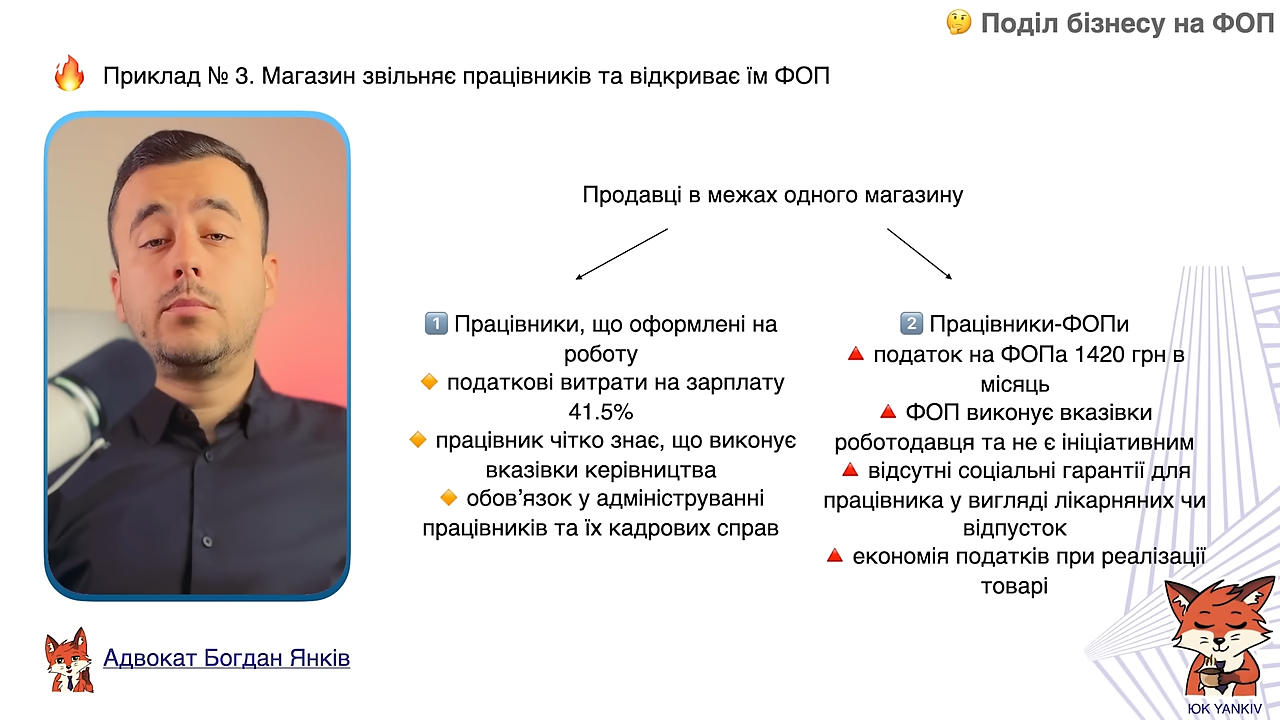 🤔 Поділ бізнесу на ФОП
🔥 Приклад № 3. Магазин звільняє працівників та відкриває їм ФОП
Продавці в межах одного магазину
1️⃣ Працівники, що оформлені на
роботу
🔸 податкові витрати на зарплату
41.5%
🔸 працівник чітко знає, що виконує
вказівки керівництва
🔸 обов’язок у адмініструванні
працівників та їх кадрових справ
2️⃣ Працівники-ФОПи
🔺 податок на ФОПа 1420 грн в
місяць
🔺 ФОП виконує вказівки
роботодавця та не є ініціативним
🔺 відсутні соціальні гарантії для
працівника у вигляді лікарняних чи
відпусток
🔺 економія податків при реалізації
товарі
Адвокат Богдан Янків
ЮК YANKIV